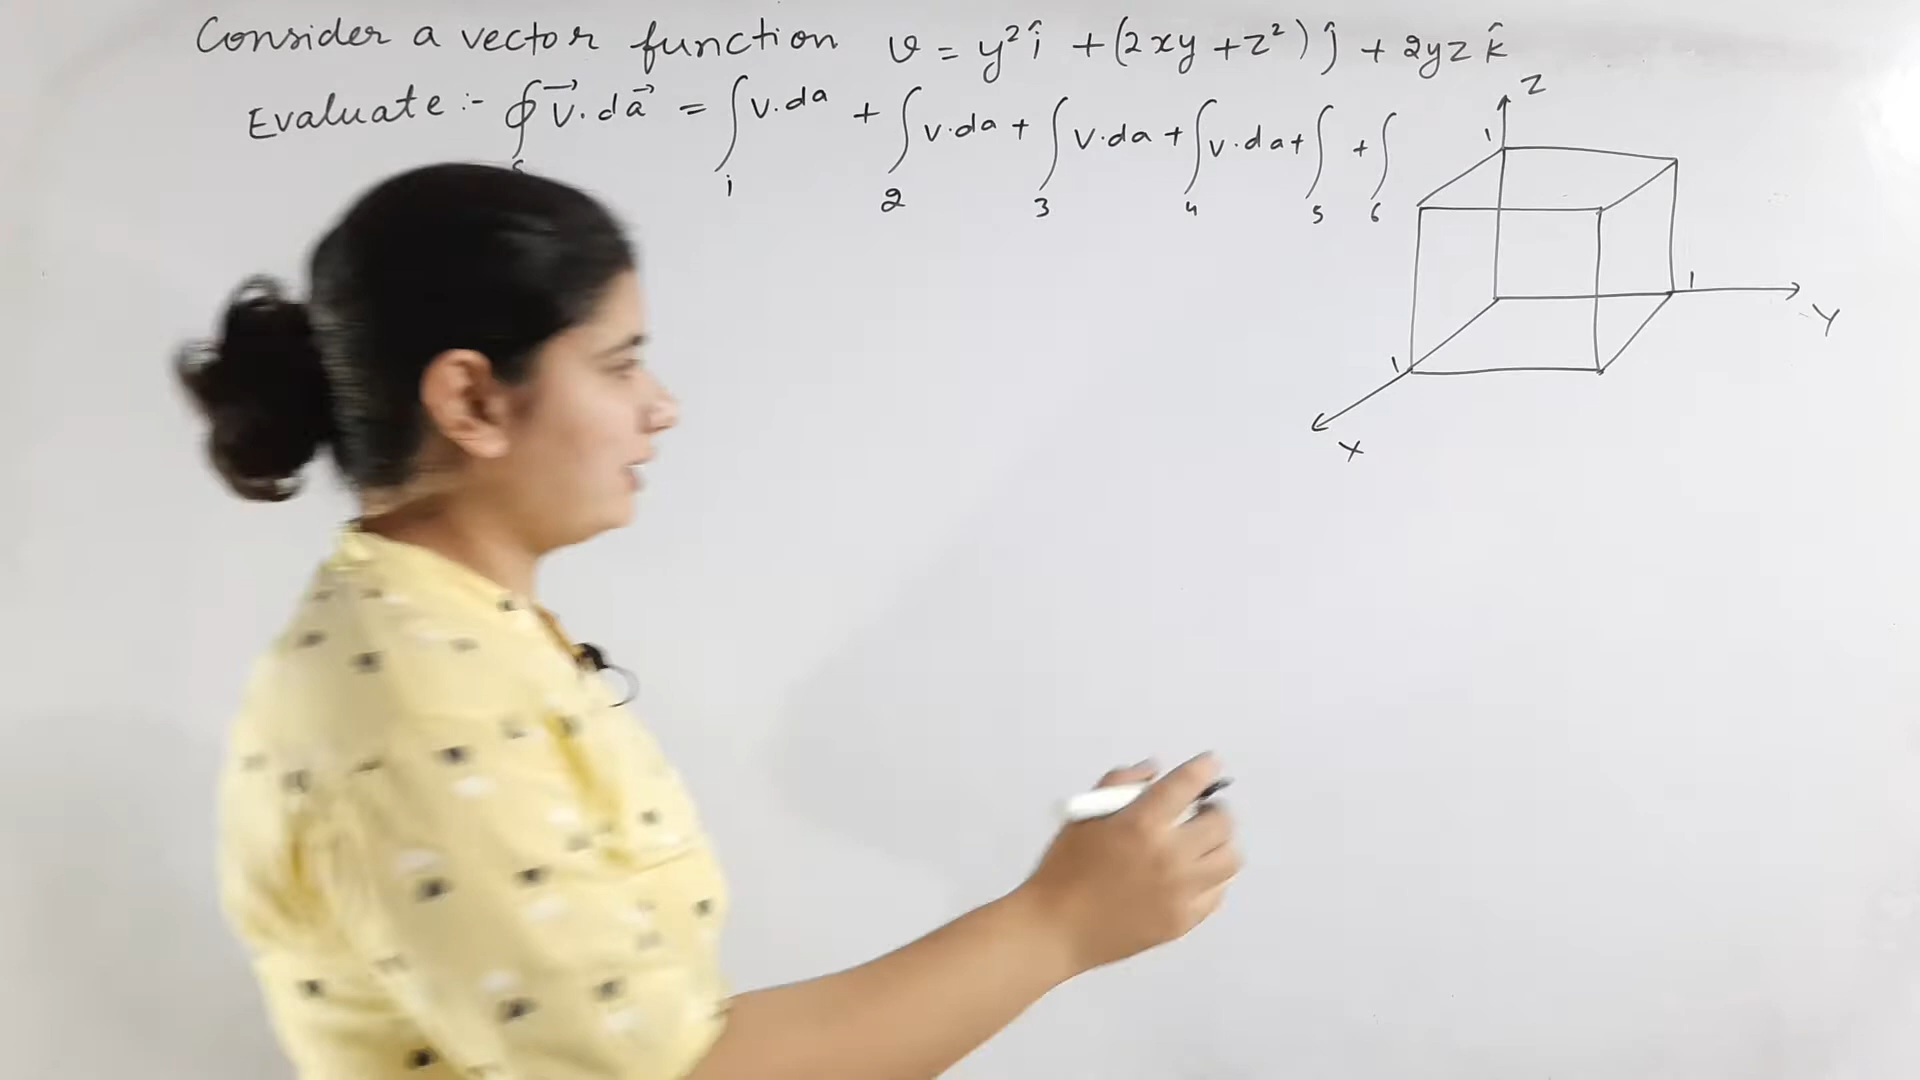 Consider a vector function v = y² î + (2xy + z²) ĵ + 2yz k̂
Evaluate :- ∮ₛ v⃗ . da⃗ = ∫₁ v.da + ∫₂ v.da + ∫₃ v.da + ∫₄ v.da + ∫₅ + ∫₆
Z
1
1
Y
1
X